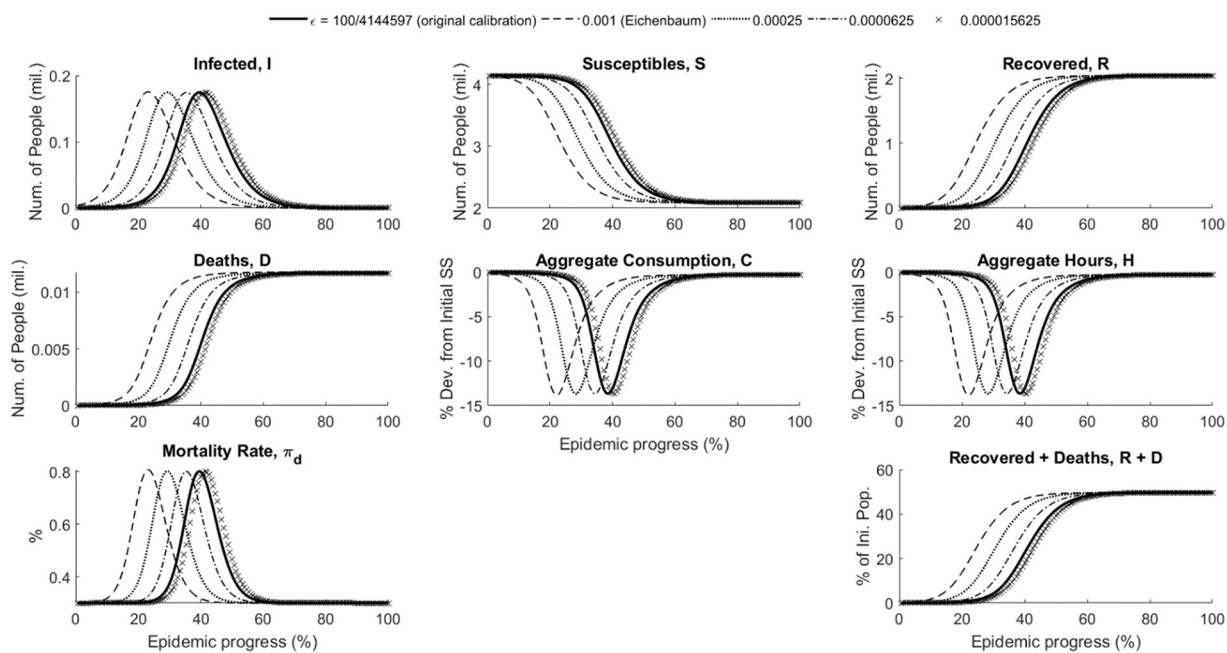 ϵ = 100/4144597 (original calibration) 0.001 (Eichenbaum) 0.00025 0.0000625 0.000015625
Infected, I
Num. of People (mil.)
0.2
0.1
0
0 20 40 60 80 100
Susceptibles, S
Num. of People (mil.)
4
3
2
0 20 40 60 80 100
Recovered, R
Num. of People (mil.)
2
1
0
0 20 40 60 80 100
Deaths, D
Num. of People (mil.)
0.01
0.005
0
0 20 40 60 80 100
Aggregate Consumption, C
% Dev. from Initial SS
0
-5
-10
-15
0 20 40 60 80 100
Epidemic progress (%)
Aggregate Hours, H
% Dev. from Initial SS
0
-5
-10
-15
0 20 40 60 80 100
Mortality Rate, π_d
%
0.8
0.6
0.4
0 20 40 60 80 100
Epidemic progress (%)
Recovered + Deaths, R + D
% of Ini. Pop.
60
40
20
0
0 20 40 60 80 100
Epidemic progress (%)